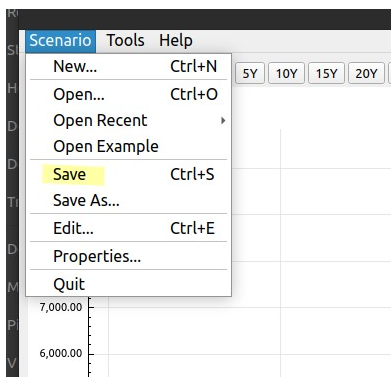 Scenario Tools Help
New... Ctrl+N
5Y 10Y 15Y 20Y
Open... Ctrl+O
Open Recent
Open Example
Save Ctrl+S
Save As...
Edit... Ctrl+E
Properties...
Quit
7,000.00
6,000.00